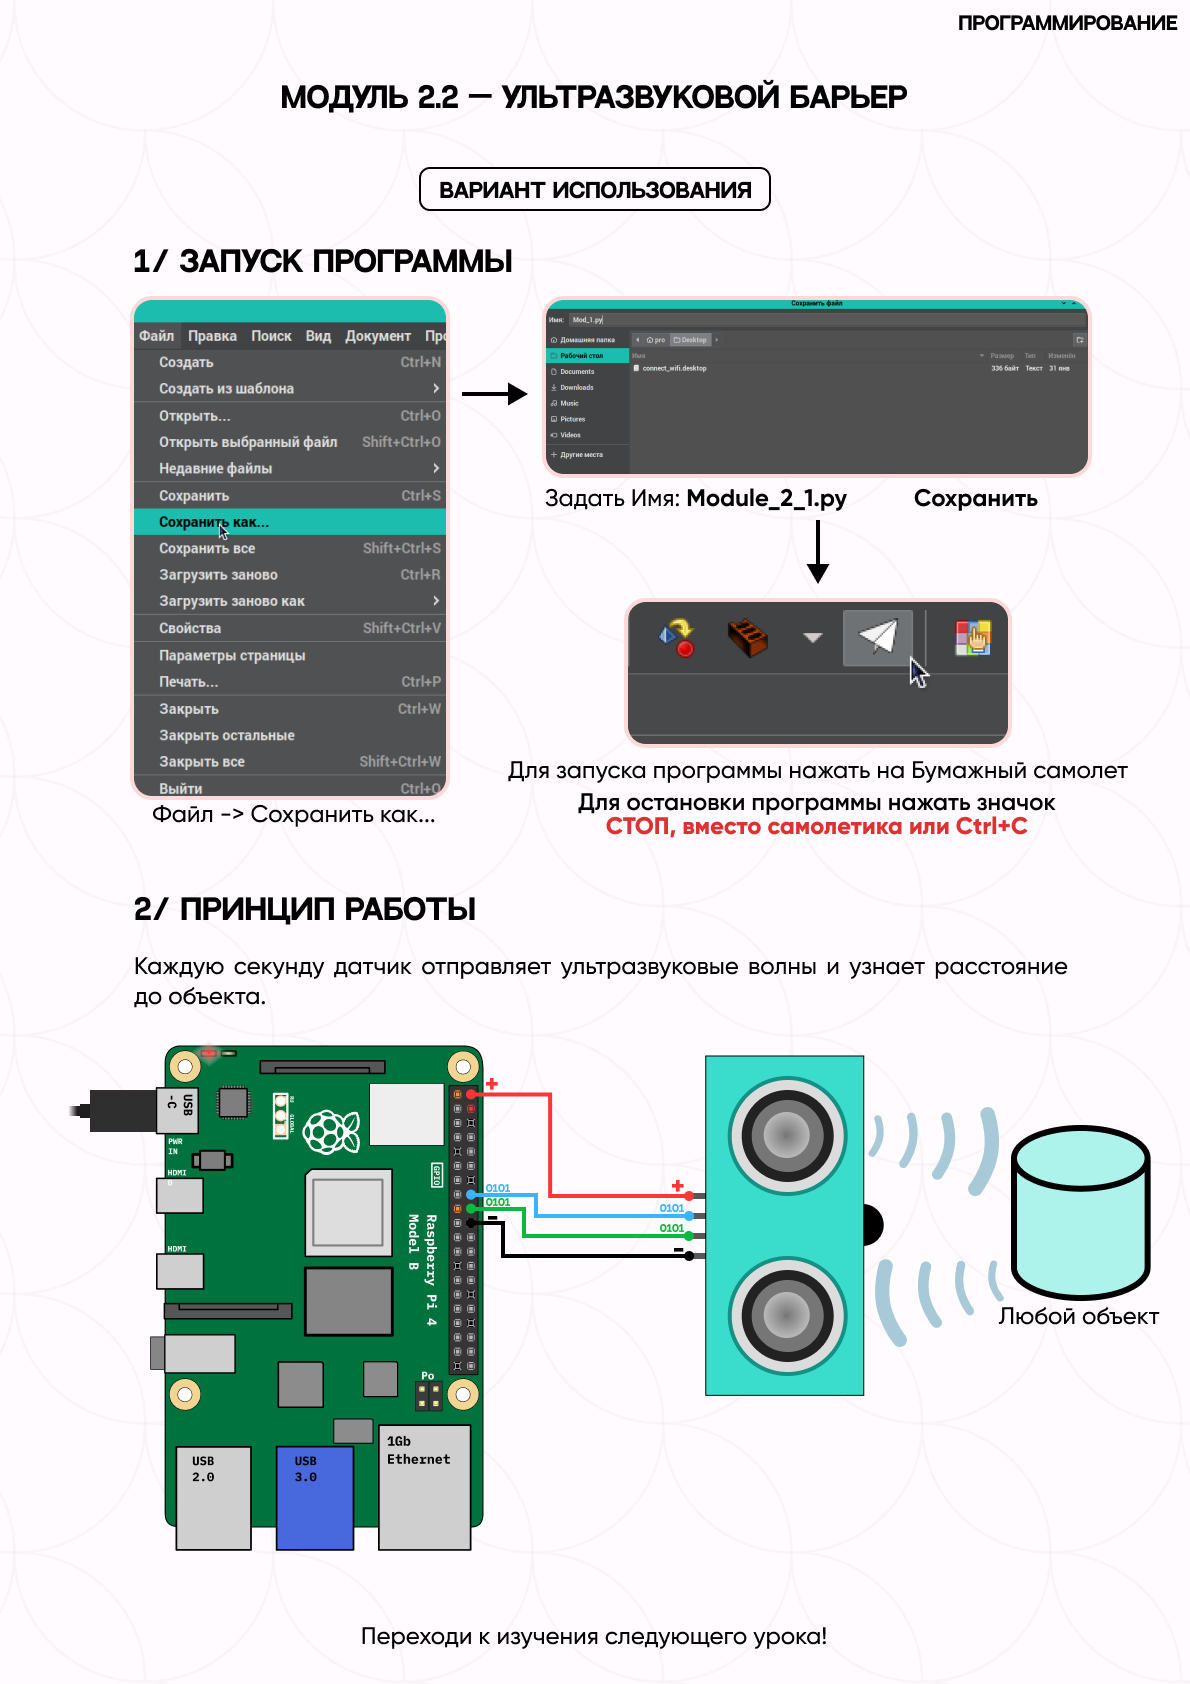 ПРОГРАММИРОВАНИЕ
МОДУЛЬ 2.2 — УЛЬТРАЗВУКОВОЙ БАРЬЕР
ВАРИАНТ ИСПОЛЬЗОВАНИЯ
1/ ЗАПУСК ПРОГРАММЫ
Файл Правка Поиск Вид Документ Про
Создать Ctrl+N
Создать из шаблона
Открыть... Ctrl+O
Открыть выбранный файл Shift+Ctrl+O
Недавние файлы
Сохранить Ctrl+S
Сохранить как...
Сохранить все Shift+Ctrl+S
Загрузить заново Ctrl+R
Загрузить заново как
Свойства Shift+Ctrl+V
Параметры страницы
Печать... Ctrl+P
Закрыть Ctrl+W
Закрыть остальные
Закрыть все Shift+Ctrl+W
Выйти Ctrl+Q
Файл -> Сохранить как...
Сохранить файл
Имя: Mod_1.py
Домашняя папка
pro Desktop
Рабочий стол
Имя Размер Тип Изменён
Documents
connect_wifi.desktop 336 байт Текст 31 янв
Downloads
Music
Pictures
Videos
Другие места
Задать Имя: Module_2_1.py Сохранить
Для запуска программы нажать на Бумажный самолет
Для остановки программы нажать значок
СТОП, вместо самолетика или Ctrl+C
2/ ПРИНЦИП РАБОТЫ
Каждую секунду датчик отправляет ультразвуковые волны и узнает расстояние
до объекта.
USB
-C
PWR
IN
HDMI
0
HDMI
GLOBAL
GPIO
Raspberry Pi 4
Model B
Po
USB
2.0
USB
3.0
1Gb
Ethernet
+
0101
0101
-
+
0101
0101
-
Любой объект
Переходи к изучения следующего урока!